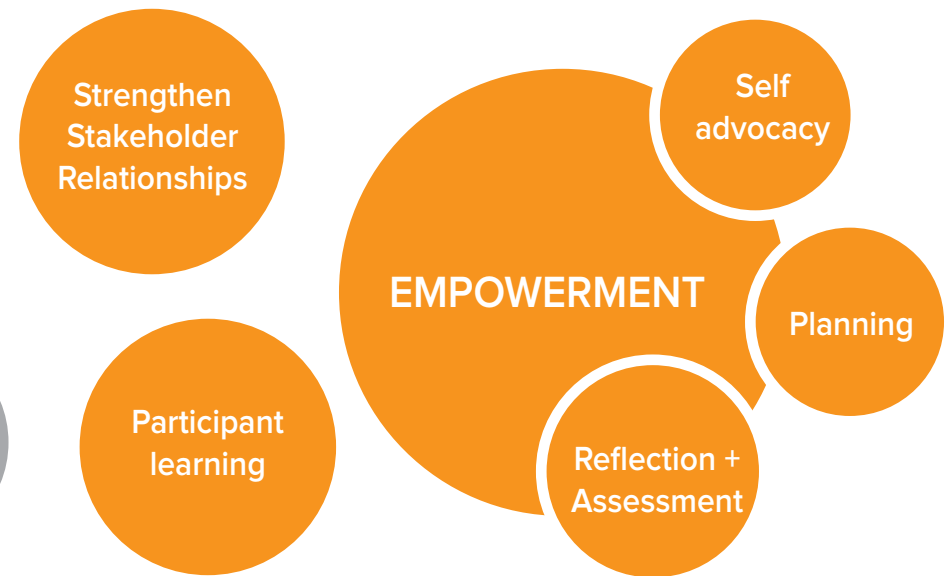 Strengthen
Stakeholder
Relationships
Participant
learning
EMPOWERMENT
Self
advocacy
Planning
Reflection +
Assessment